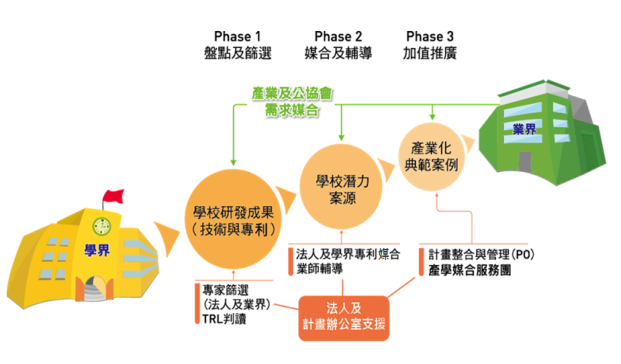 Phase 1
盤點及篩選
Phase 2
媒合及輔導
Phase 3
加值推廣
產業及公協會
需求媒合
業界
產業化
典範案例
學校潛力
案源
學校研發成果
(技術與專利)
學界
專家篩選
(法人及業界)
TRL判讀
法人及學界專利媒合
業師輔導
計畫整合與管理(PO)
產學媒合服務團
法人及
計畫辦公室支援